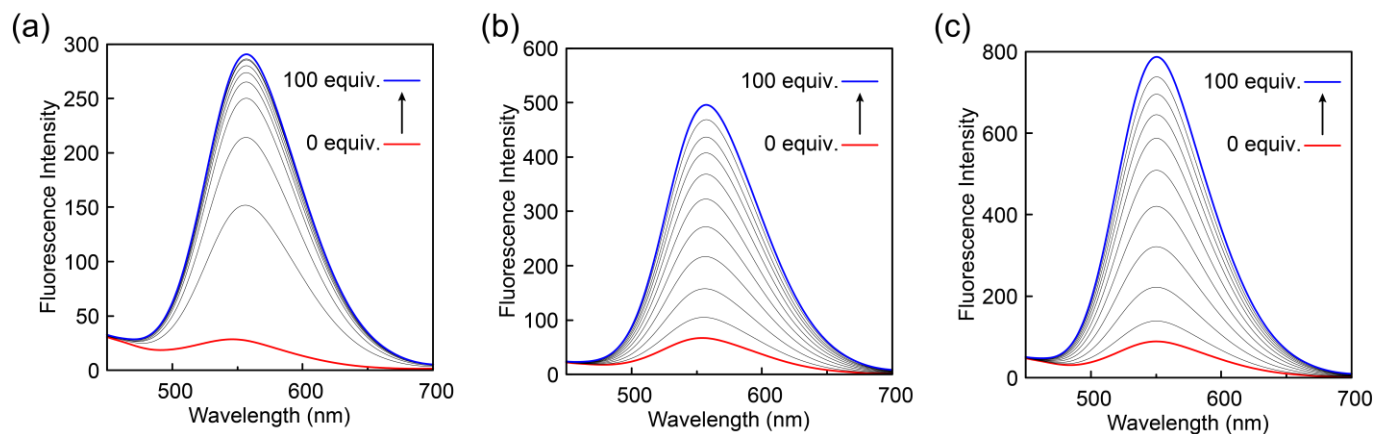 (a)
300
250
200
150
100
50
0
Fluorescence Intensity
100 equiv.
0 equiv.
500
600
700
Wavelength (nm)
(b)
600
500
400
300
200
100
0
Fluorescence Intensity
100 equiv.
0 equiv.
500
600
700
Wavelength (nm)
(c)
800
600
400
200
0
Fluorescence Intensity
100 equiv.
0 equiv.
500
600
700
Wavelength (nm)